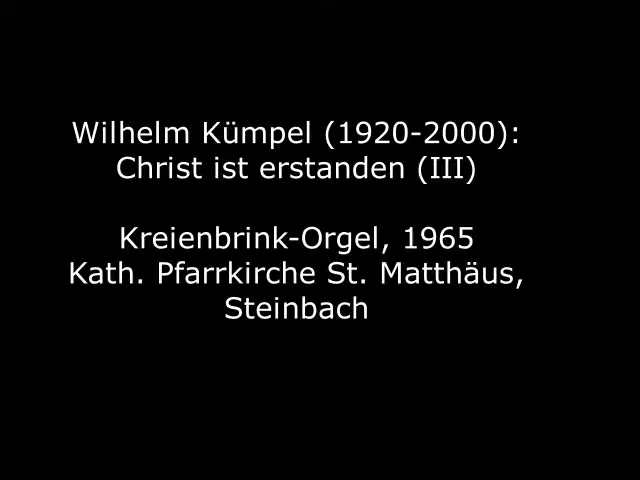 Wilhelm Kümpel (1920-2000):
Christ ist erstanden (III)
Kreienbrink-Orgel, 1965
Kath. Pfarrkirche St. Matthäus,
Steinbach